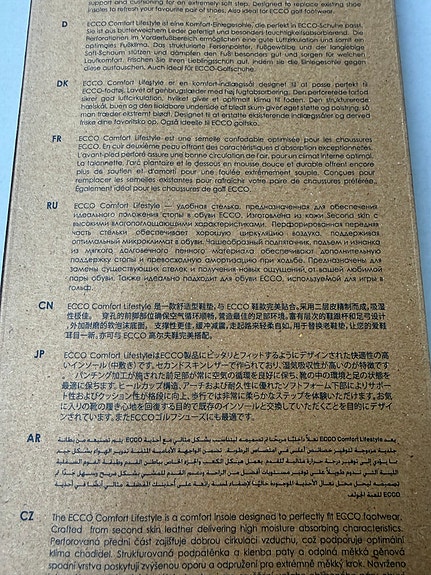 support and cushioning for an extremely soft step. Designed to replace existing shoe
insoles to refresh your favourite pair of shoes. Also ideal for ECCO golf footwear.
D ECCO Comfort Lifestyle ist eine Komfort-Einlegesohle, die perfekt in ECCO-Schuhe passt.
Sie ist aus Butterweichem Leder gefertigt und besonders feuchtigkeitsabsorbierend. Die
Perforationen im Vorderfußbereich ermöglichen eine gute Luftzirkulation und somit ein
optimales Fußklima. Das strukturierte Fersenpolster, Fußgewölbe und der langlebige
Soft-Schaum stützen und dämpfen den Fuß besonders gut und sorgen für weichen
Laufkomfort. Frischen Sie Ihren Lieblingsschuh auf, indem sie die Einlegesohle gegen
diese austauschen. Auch ideal für ECCO-Golfschuhe.
DK ECCO Comfort Lifestyle er en komfort-indlægssål designet til at passe perfekt til
ECCO-fodtøj. Lavet af genbrugslæder med høj fugtabsorbering. Den perforerede forfod
sikrer god luftcirkulation, hvilket giver et optimalt klima til foden. Den strukturerede
hælskål, buen og den holdbare underside af blødt skum giver øget støtte og polstring, så
man træder ekstremt blødt. Designet til at erstatte eksisterende indlægssåler og derved
friske dine favoritsko op. Også ideelle til ECCO golfsko.
FR ECCO Comfort Lifestyle est une semelle confortable optimisée pour les chaussures
ECCO. En cuir deuxième peau offrant des caractéristiques d'absorption exceptionnelles.
L'avant-pied perforé assure une bonne circulation de l'air, pour un climat interne optimal.
La talonnette, l'arc plantaire et le dessous en mousse douce et durable offrent encore
plus de soutien et d'amorti pour une foulée extrêmement souple. Conçues pour
remplacer les semelles existantes pour rafraîchir votre paire de chaussures préférée.
Également idéal pour les chaussures de golf ECCO.
RU ECCO Comfort Lifestyle — удобная стелька, предназначенная для обеспечения
идеального положения стопы в обуви ECCO. Изготовлена из кожи Second skin с
высокими влагопоглощающими характеристиками. Перфорированная передняя
часть стельки обеспечивает хорошую циркуляцию воздуха, поддерживая
оптимальный микроклимат в обуви. Чашеобразный подпяточник, подъем и изнанка
из мягкого, долговечного пенного материала обеспечивают дополнительную
поддержку стопы и превосходную амортизацию при ходьбе. Предназначены для
замены существующих стелек и получения новых ощущений от вашей любимой
пары обуви. Также идеально подходит для обуви ECCO, используемой для игры в
гольф.
CN ECCO Comfort Lifestyle 是一款舒适型鞋垫, 与 ECCO 鞋款完美贴合。采用二层皮精制而成, 吸湿
性极佳。 穿孔的前脚部位确保空气循环顺畅, 营造最佳的足部环境。富有层次的鞋跟杯和足弓设计
, 外加耐磨的软泡沫底面, 支撑性更佳, 缓冲减震, 走起路来轻柔自如。用于替换老鞋垫, 让您的爱鞋
耳目一新。亦可与 ECCO 高尔夫鞋完美搭配。
JP ECCO Comfort LifestyleはECCO製品にピッタリとフィットするようにデザインされた快適性の高
いインソール(中敷き)です。セカンドスキンレザーで作られており、湿気吸収性が高いのが特徴です
。パンチング加工が施された前足部が常に空気の循環を良好に保ち、靴の中の環境と足の状態を
最適に保ちます。ヒールカップ構造、アーチおよび耐久性に優れたソフトフォーム下部によりサポ
ート性およびクッション性が格段に向上。歩行では非常に柔らかなステップを体験いただけます。お気
に入りの靴の履き心地を回復する目的で既存のインソールと交換していただくことを目的にデザ
インされています。またECCOゴルフシューズにも最適です。
AR
CZ The ECCO Comfort Lifestyle is a comfort insole designed to perfectly fit ECCO footwear.
Crafted from second skin leather delivering high moisture absorbing characteristics.
Perforovaná přední část zajišťuje dobrou cirkulaci vzduchu, což podporuje optimální
klima chodidel. Strukturovaná podpatěnka a klenba paty a odolná měkká pěnová
spodní vrstva poskytují zvýšenou oporu a odpružení pro extrémně měkký krok. Navrženo